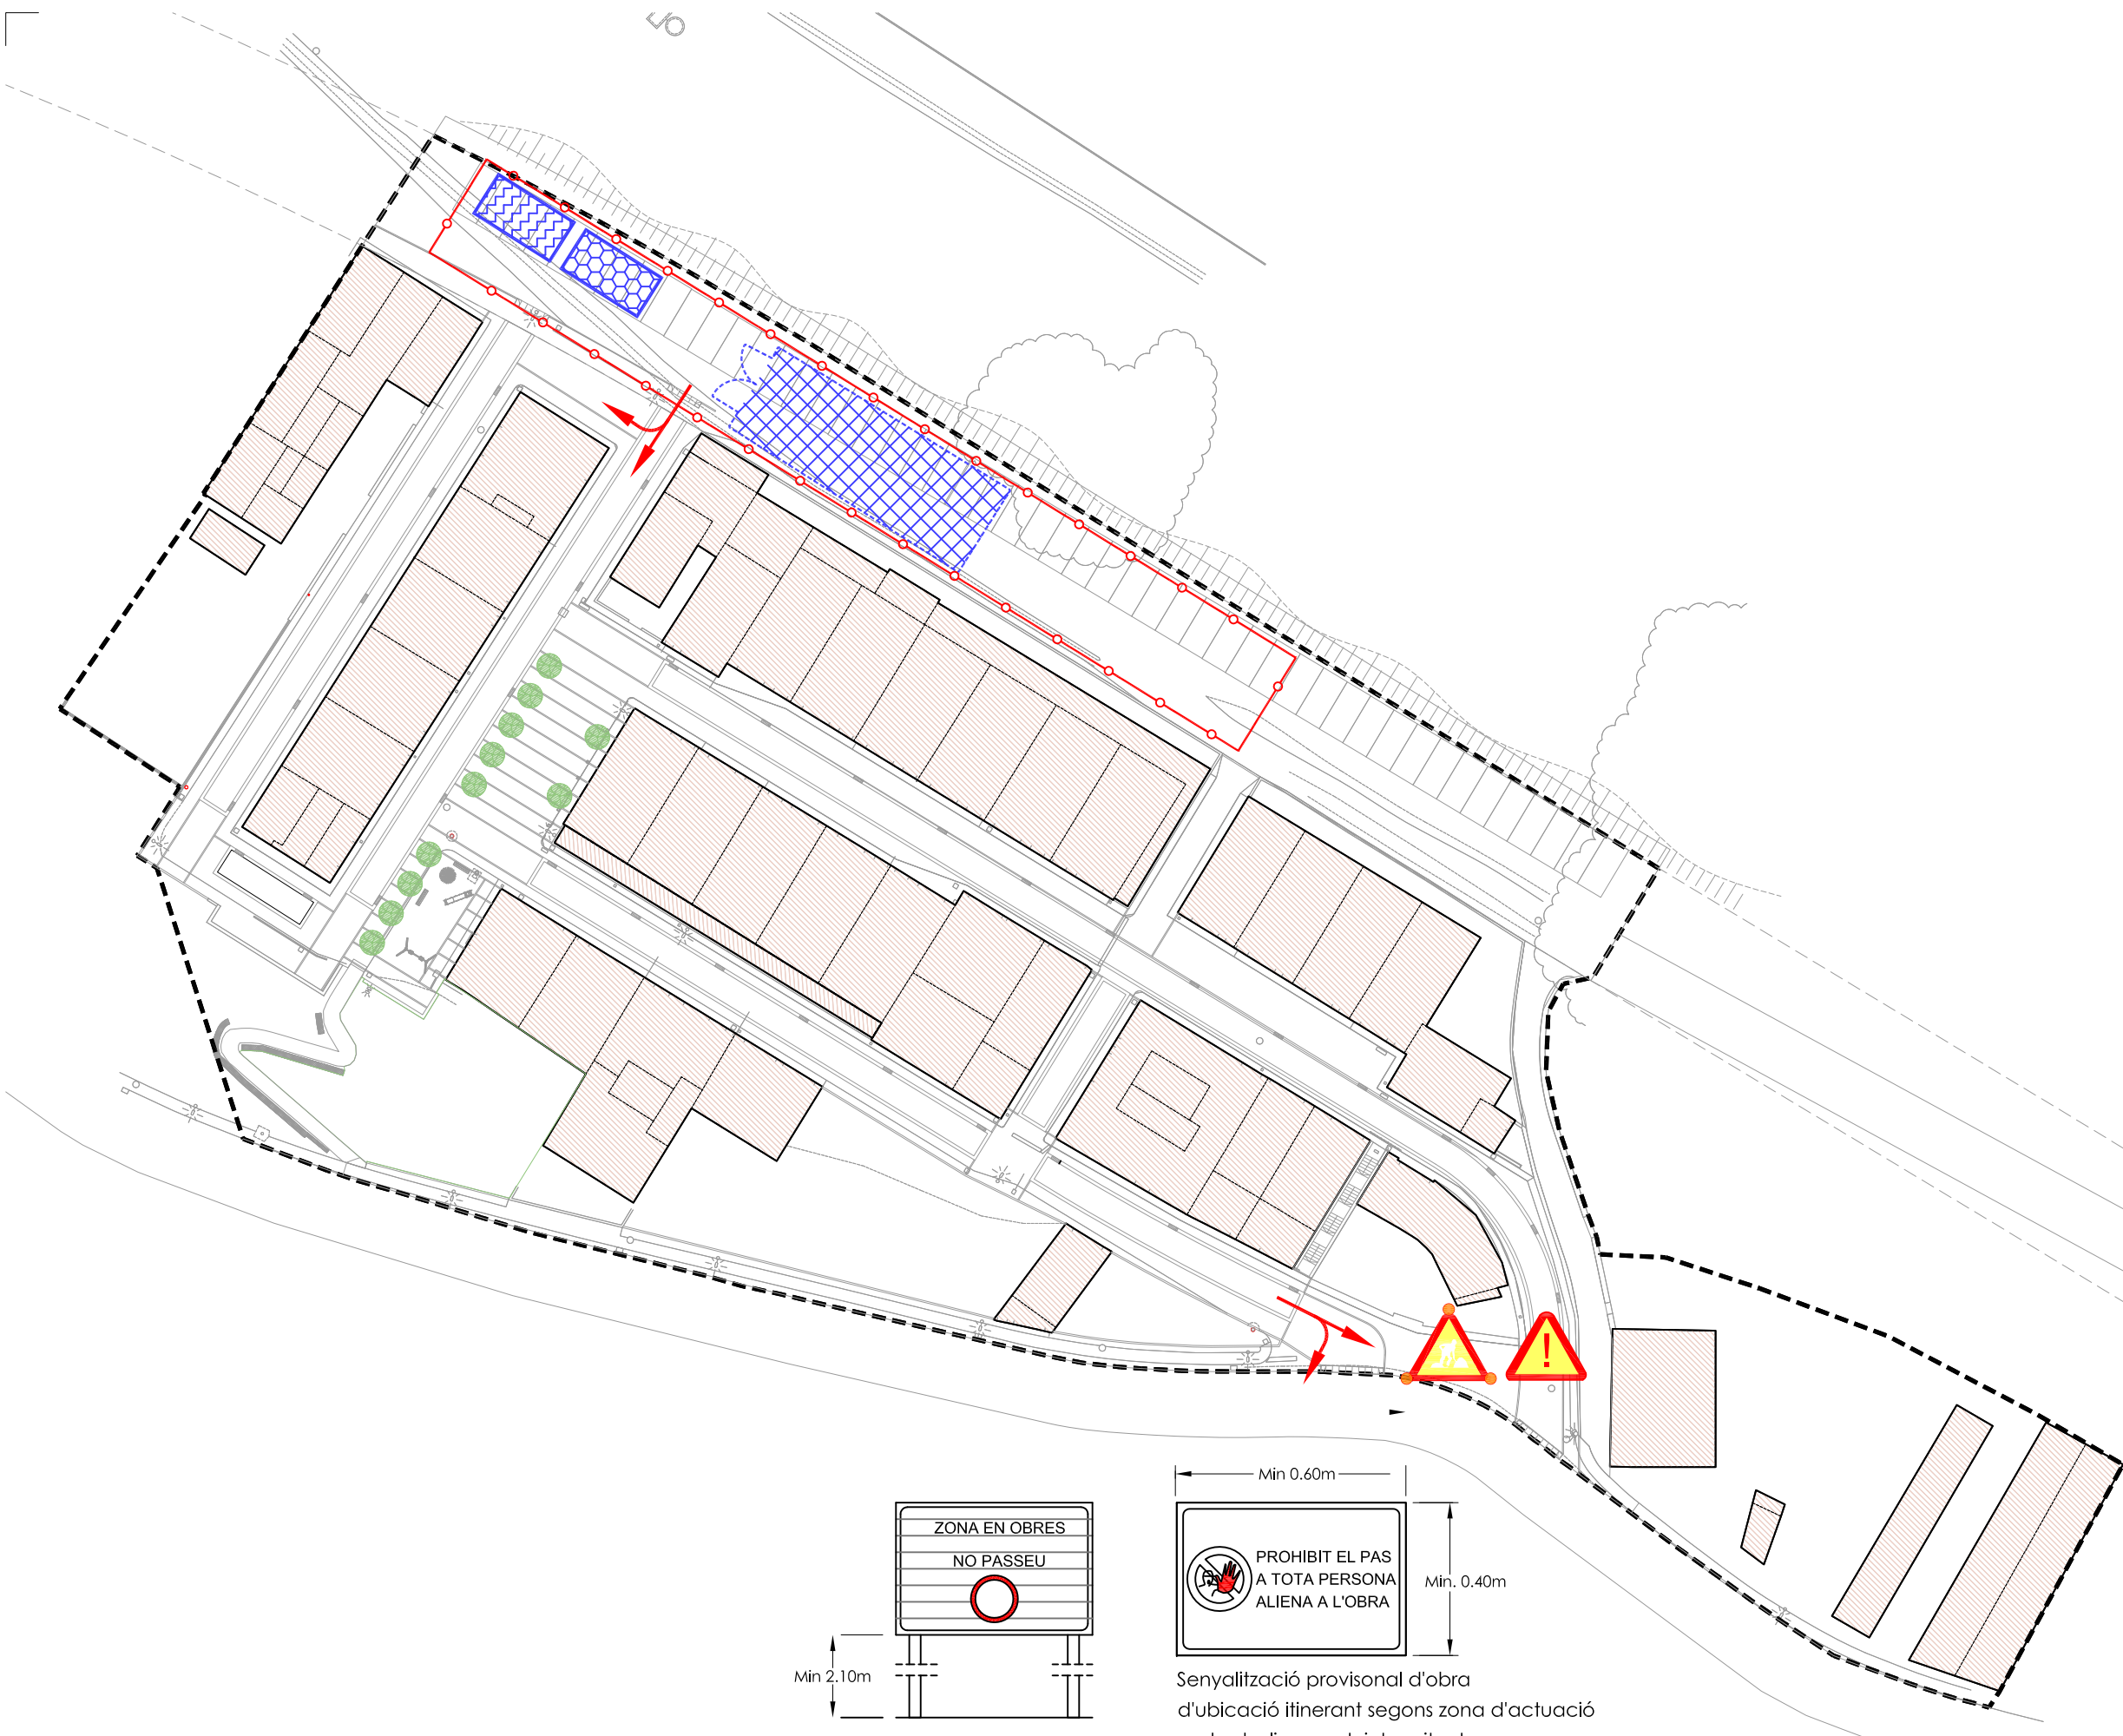 ZONA EN OBRES
NO PASSEU
Min 2.10m
Min 0.60m
PROHIBIT EL PAS
A TOTA PERSONA
ALIENA A L'OBRA
Min. 0.40m
Senyalització provisonal d'obra
d'ubicació itinerant segons zona d'actuació